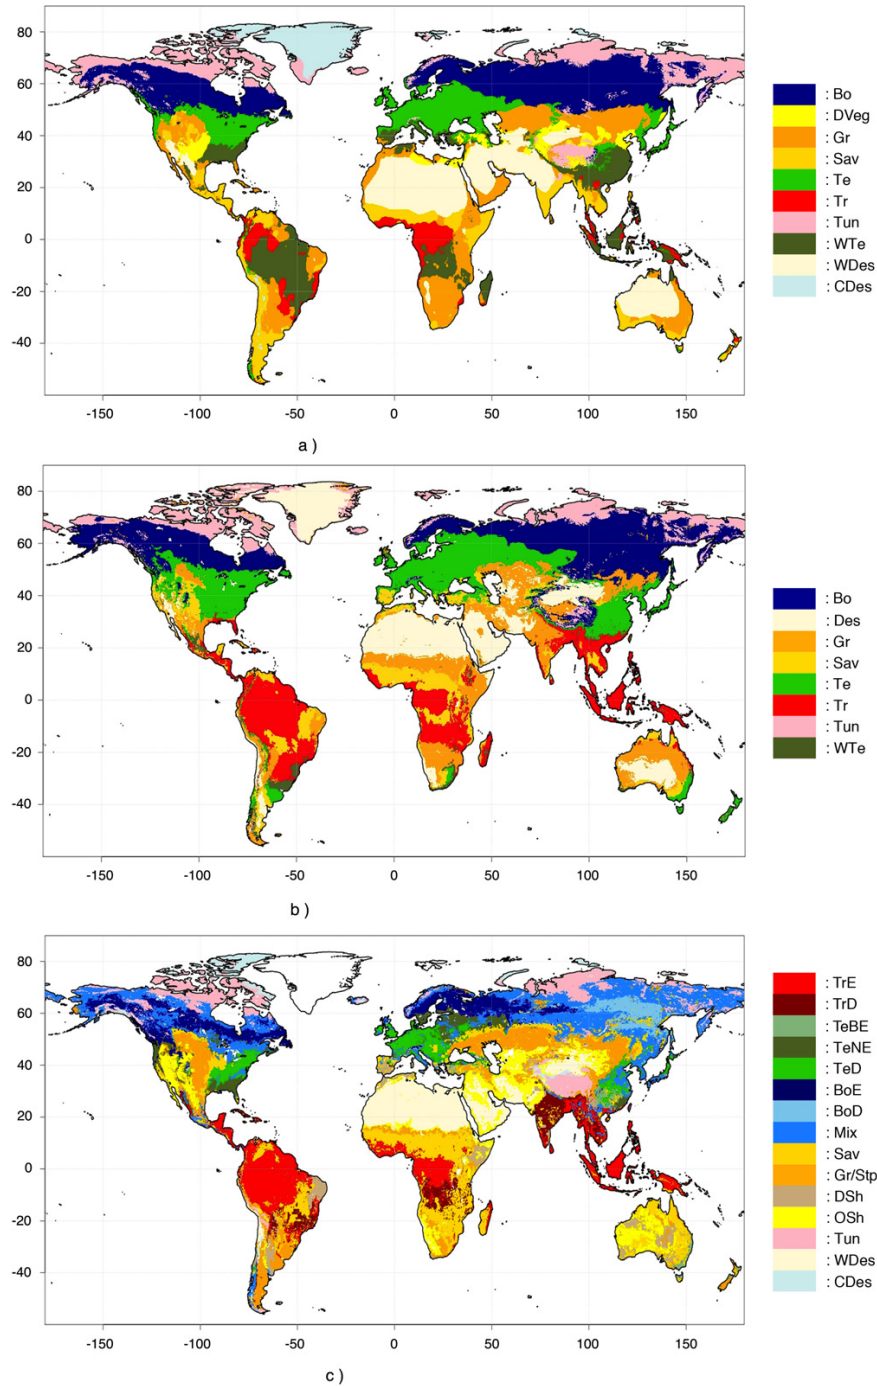 80
60
40
20
0
-20
-40
-150
-100
-50
0
50
100
150
: Bo
: DVeg
: Gr
: Sav
: Te
: Tr
: Tun
: WTe
: WDes
: CDes
a )
80
60
40
20
0
-20
-40
-150
-100
-50
0
50
100
150
: Bo
: Des
: Gr
: Sav
: Te
: Tr
: Tun
: WTe
b )
80
60
40
20
0
-20
-40
-150
-100
-50
0
50
100
150
: TrE
: TrD
: TeBE
: TeNE
: TeD
: BoE
: BoD
: Mix
: Sav
: Gr/Stp
: DSh
: OSh
: Tun
: WDes
: CDes
c )